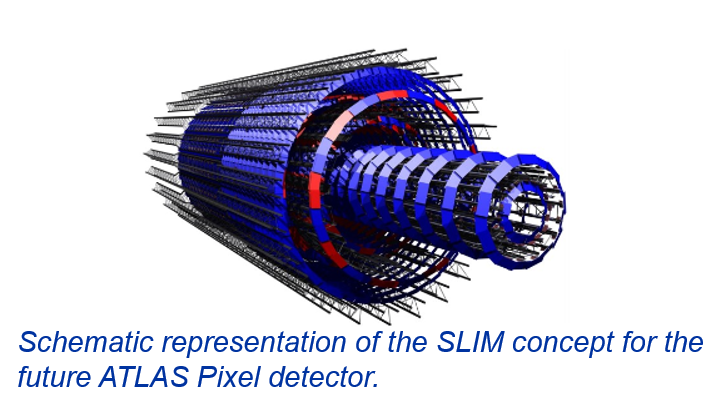 Schematic representation of the SLIM concept for the
future ATLAS Pixel detector.